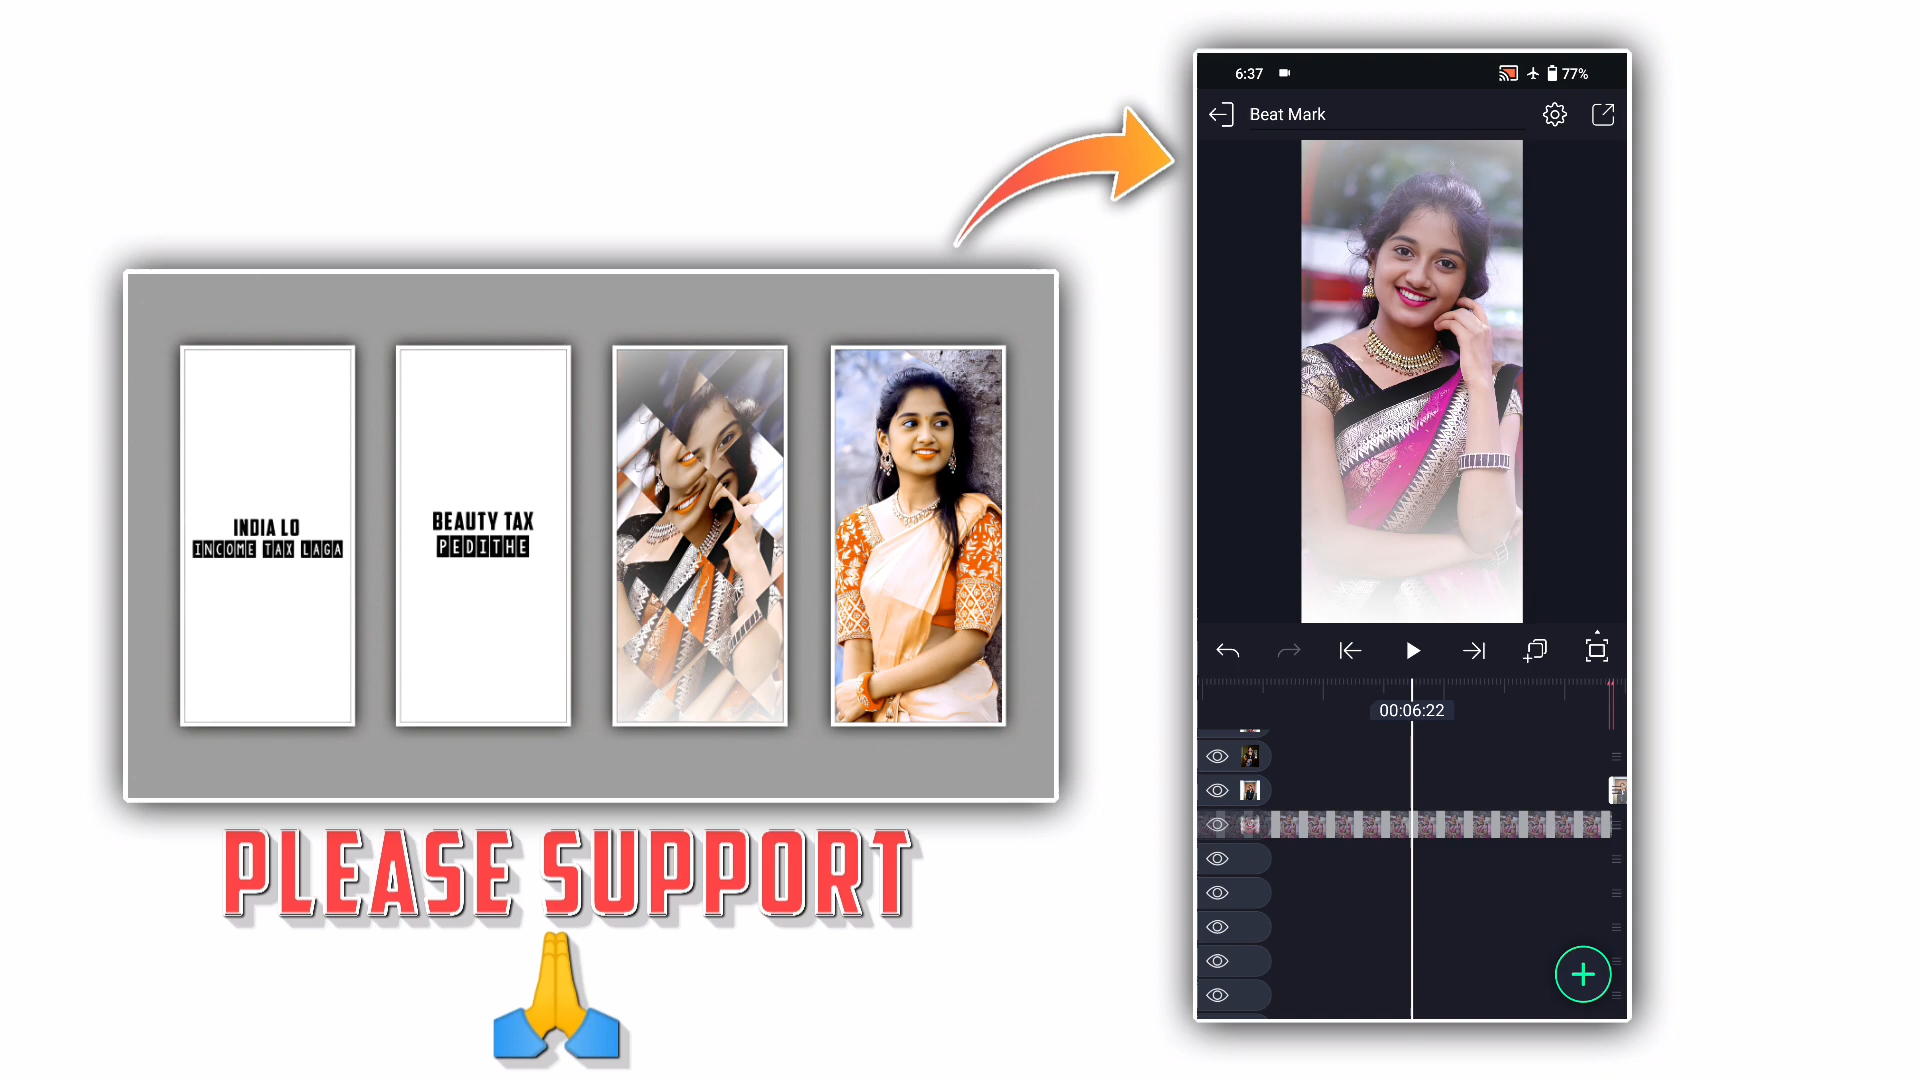 INDIA LO
INCOME TAX LAGA
BEAUTY TAX
PEDITHE
PLEASE SUPPORT
6:37
77%
Beat Mark
00:06:22